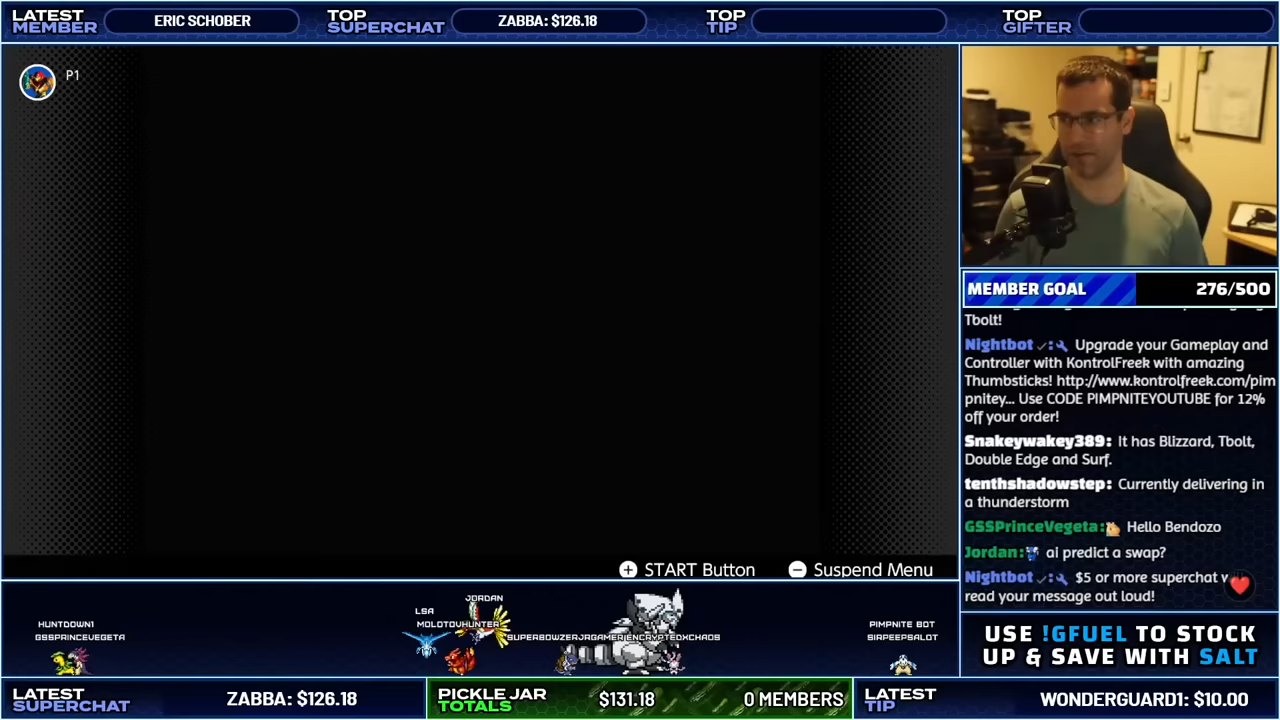 LATEST MEMBER
ERIC SCHOBER
TOP SUPERCHAT
ZABBA: $126.18
TOP TIP
TOP GIFTER
P1
MEMBER GOAL 276/500
Tbolt!
Nightbot: Upgrade your Gameplay and
Controller with KontrolFreek with amazing
Thumbsticks! http://www.kontrolfreek.com/pim
pnitey... Use CODE PIMPNITEYOUTUBE for 12%
off your order!
Snakeywakey389: It has Blizzard, Tbolt,
Double Edge and Surf.
tenthshadowstep: Currently delivering in
a thunderstorm
GSSPrinceVegeta: Hello Bendozo
Jordan: ai predict a swap?
Nightbot: $5 or more superchat
read your message out loud!
+ START Button
− Suspend Menu
HUNTDOWN1
GSSPRINCEVEGETA
LSA
JORDAN
MOLOTOVHUNTER
PIMPNITE BOT
SIRPEEPSALOT
USE !GFUEL TO STOCK
UP & SAVE WITH SALT
LATEST SUPERCHAT
ZABBA: $126.18
PICKLE JAR TOTALS
$131.18
0 MEMBERS
LATEST TIP
WONDERGUARD1: $10.00